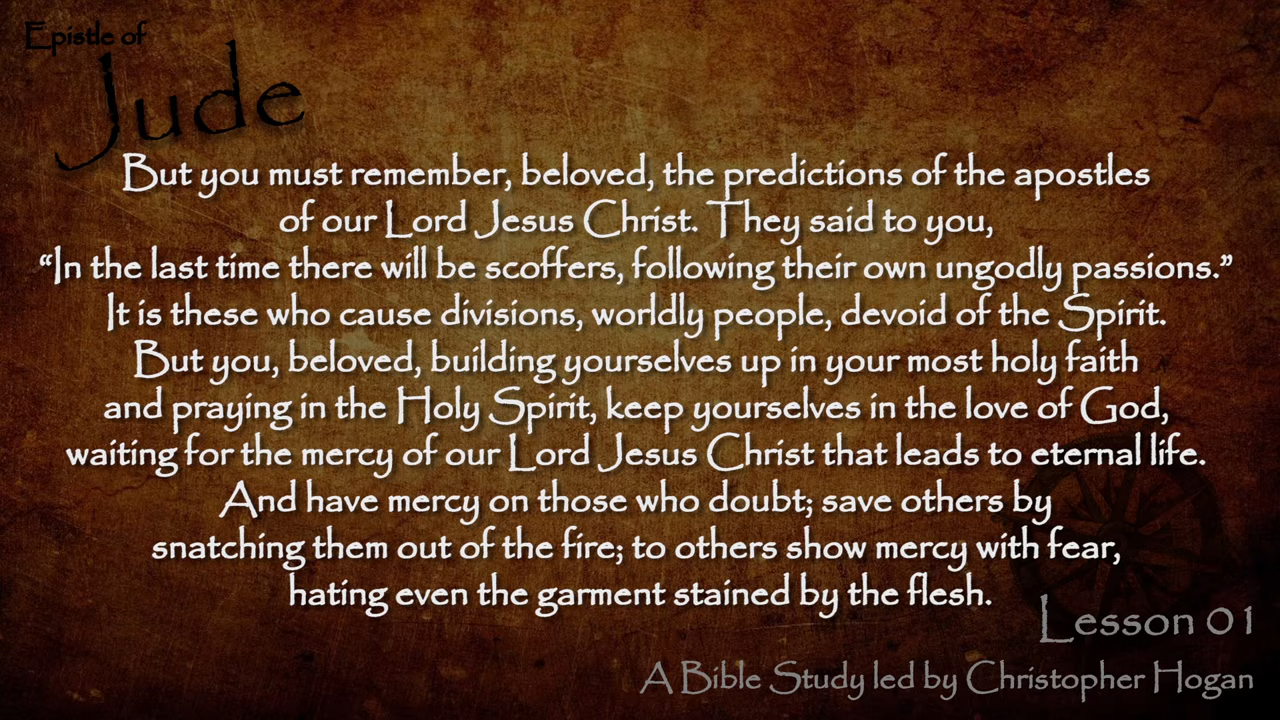 Epistle of
Jude
But you must remember, beloved, the predictions of the apostles
of our Lord Jesus Christ. They said to you,
“In the last time there will be scoffers, following their own ungodly passions.”
It is these who cause divisions, worldly people, devoid of the Spirit.
But you, beloved, building yourselves up in your most holy faith
and praying in the Holy Spirit, keep yourselves in the love of God,
waiting for the mercy of our Lord Jesus Christ that leads to eternal life.
And have mercy on those who doubt; save others by
snatching them out of the fire; to others show mercy with fear,
hating even the garment stained by the flesh.
Lesson 01
A Bible Study led by Christopher Hogan